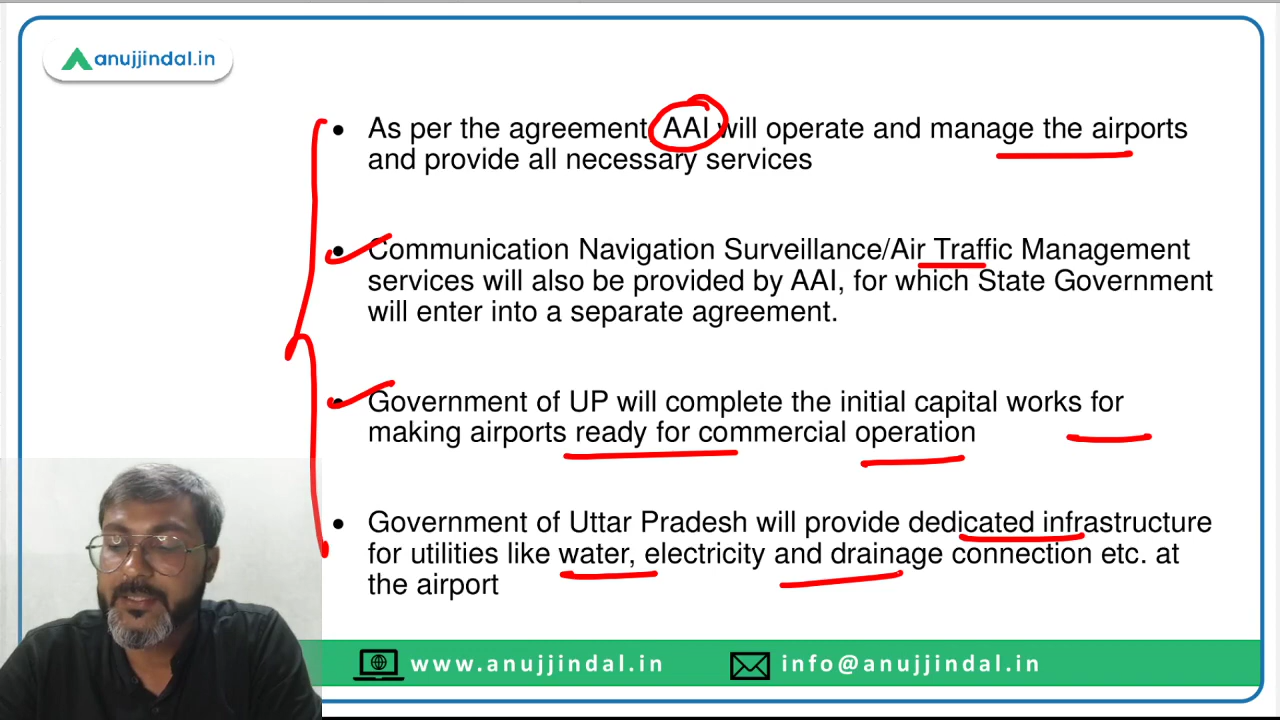 anujjindal.in
• As per the agreement AAI will operate and manage the airports
and provide all necessary services
• Communication Navigation Surveillance/Air Traffic Management
services will also be provided by AAI, for which State Government
will enter into a separate agreement.
• Government of UP will complete the initial capital works for
making airports ready for commercial operation
• Government of Uttar Pradesh will provide dedicated infrastructure
for utilities like water, electricity and drainage connection etc. at
the airport
www.anujjindal.in info@anujjindal.in